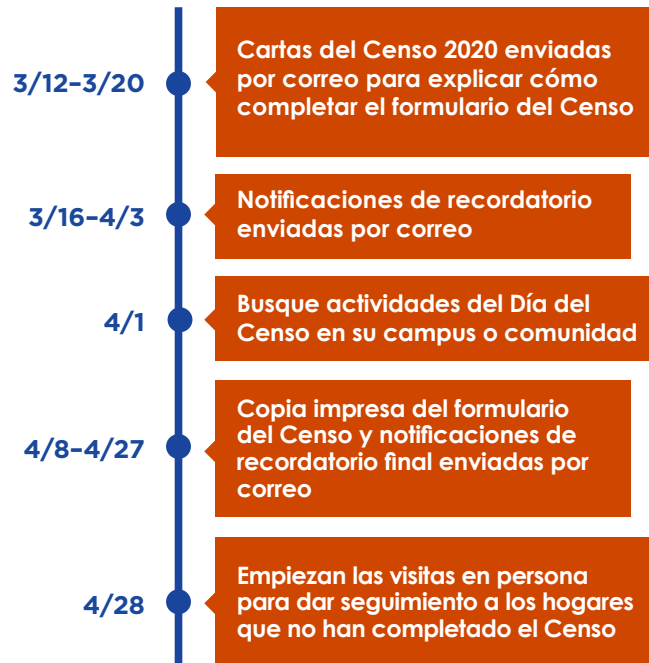 3/12–3/20
Cartas del Censo 2020 enviadas
por correo para explicar cómo
completar el formulario del Censo
3/16–4/3
Notificaciones de recordatorio
enviadas por correo
4/1
Busque actividades del Día del
Censo en su campus o comunidad
4/8–4/27
Copia impresa del formulario
del Censo y notificaciones de
recordatorio final enviadas por
correo
4/28
Empiezan las visitas en persona
para dar seguimiento a los hogares
que no han completado el Censo